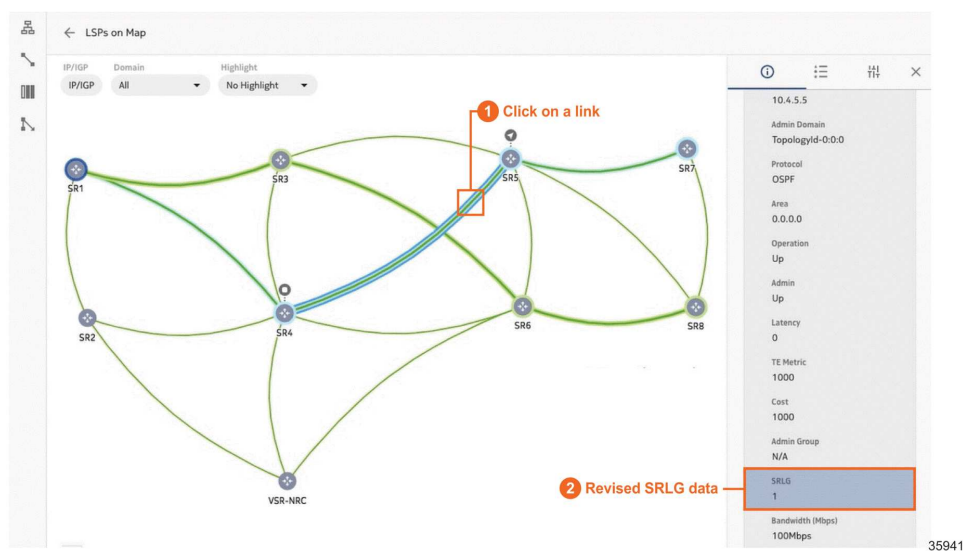 ← LSPs on Map
IP/IGP
Domain
Highlight
IP/IGP
All
No Highlight
1 Click on a link
SR1
SR3
SR5
SR7
SR2
SR4
SR6
SR8
VSR-NRC
10.4.5.5
Admin Domain
TopologyId-0:0:0
Protocol
OSPF
Area
0.0.0.0
Operation
Up
Admin
Up
Latency
0
TE Metric
1000
Cost
1000
Admin Group
N/A
2 Revised SRLG data
SRLG
1
Bandwidth (Mbps)
100Mbps
35941